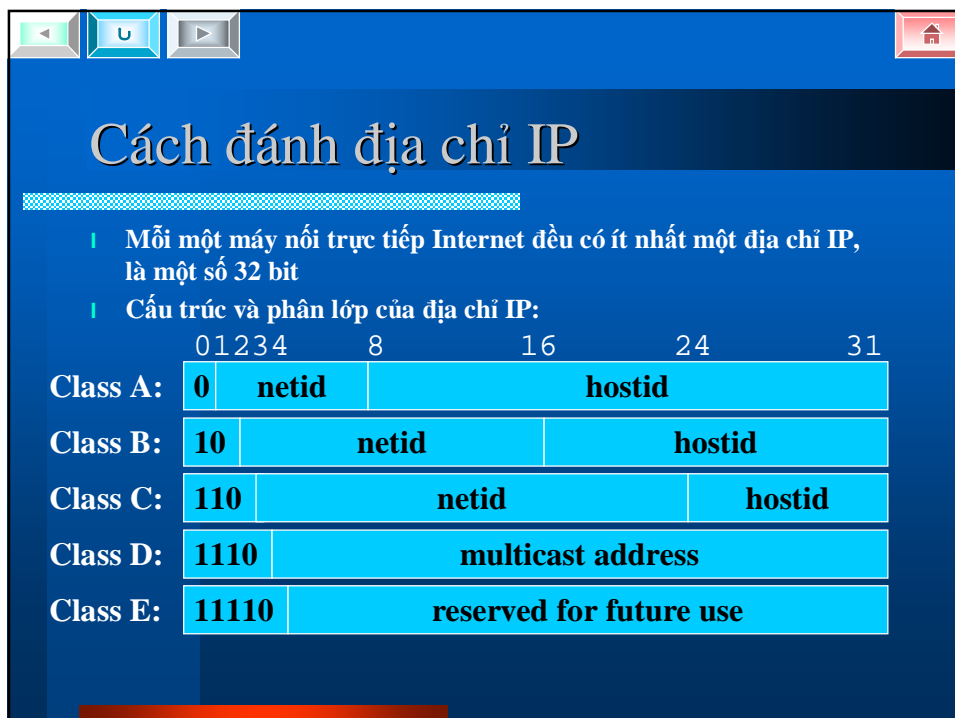 U
Cách đánh địa chỉ IP
l Mỗi một máy nối trực tiếp Internet đều có ít nhất một địa chỉ IP,
là một số 32 bit
l Cấu trúc và phân lớp của địa chỉ IP:
01234 8 16 24 31
Class A: 0 netid hostid
Class B: 10 netid hostid
Class C: 110 netid hostid
Class D: 1110 multicast address
Class E: 11110 reserved for future use